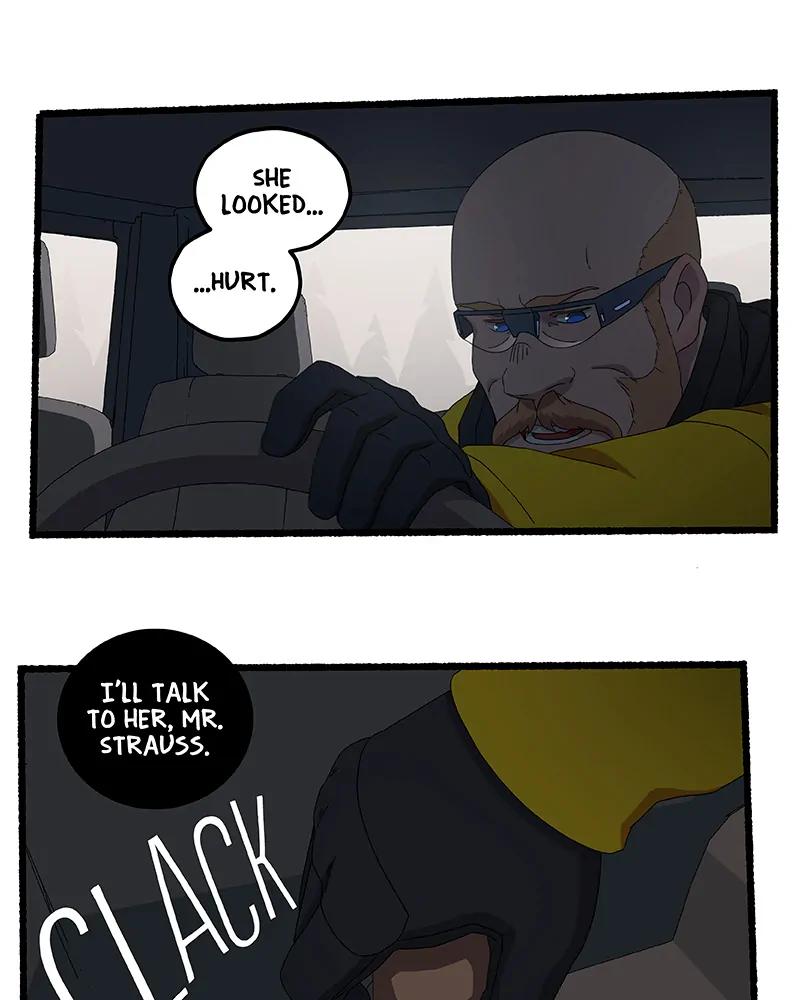 SHE
LOOKED...
...HURT.
I'LL TALK
TO HER, MR.
STRAUSS.
CLACK